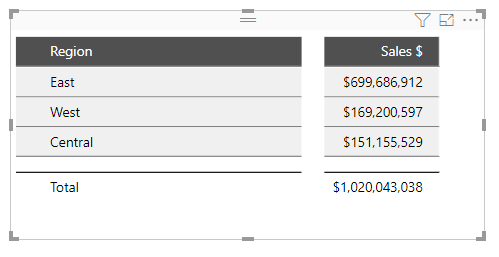 Region Sales $
East $699,686,912
West $169,200,597
Central $151,155,529
Total $1,020,043,038